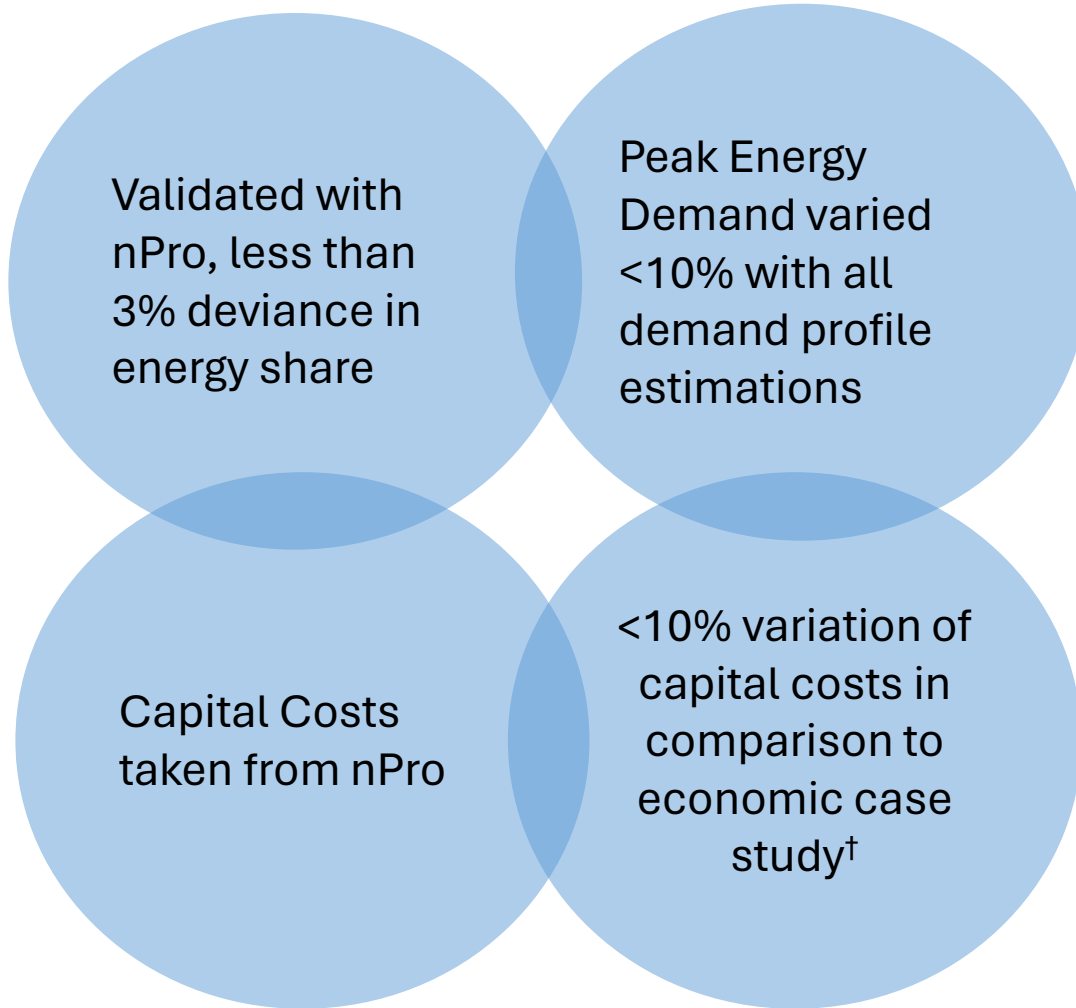 Validated with
nPro, less than
3% deviance in
energy share
Peak Energy
Demand varied
<10% with all
demand profile
estimations
Capital Costs
taken from nPro
<10% variation of
capital costs in
comparison to
economic case
study†